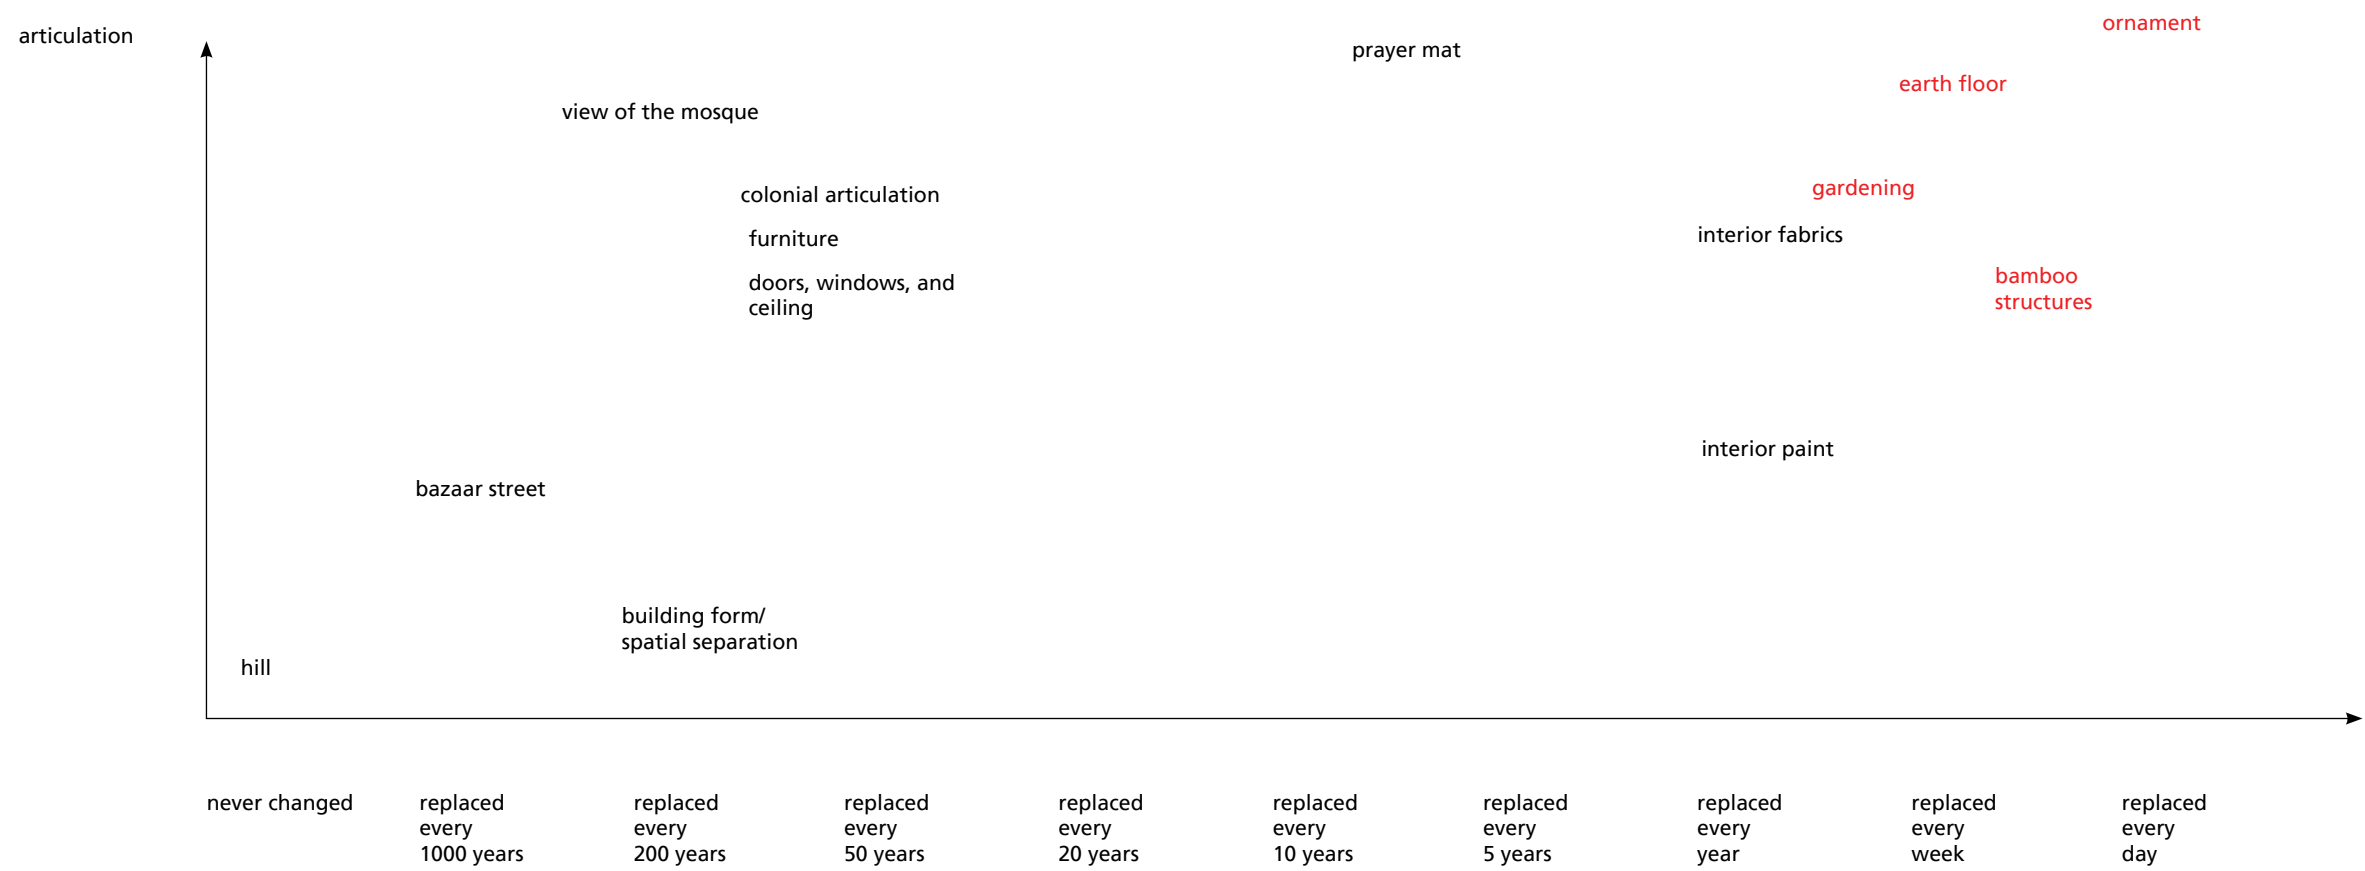 articulation
ornament
prayer mat
earth floor
view of the mosque
colonial articulation
gardening
furniture
interior fabrics
doors, windows, and
ceiling
bamboo
structures
interior paint
bazaar street
building form/
spatial separation
hill
never changed
replaced
every
1000 years
replaced
every
200 years
replaced
every
50 years
replaced
every
20 years
replaced
every
10 years
replaced
every
5 years
replaced
every
year
replaced
every
week
replaced
every
day